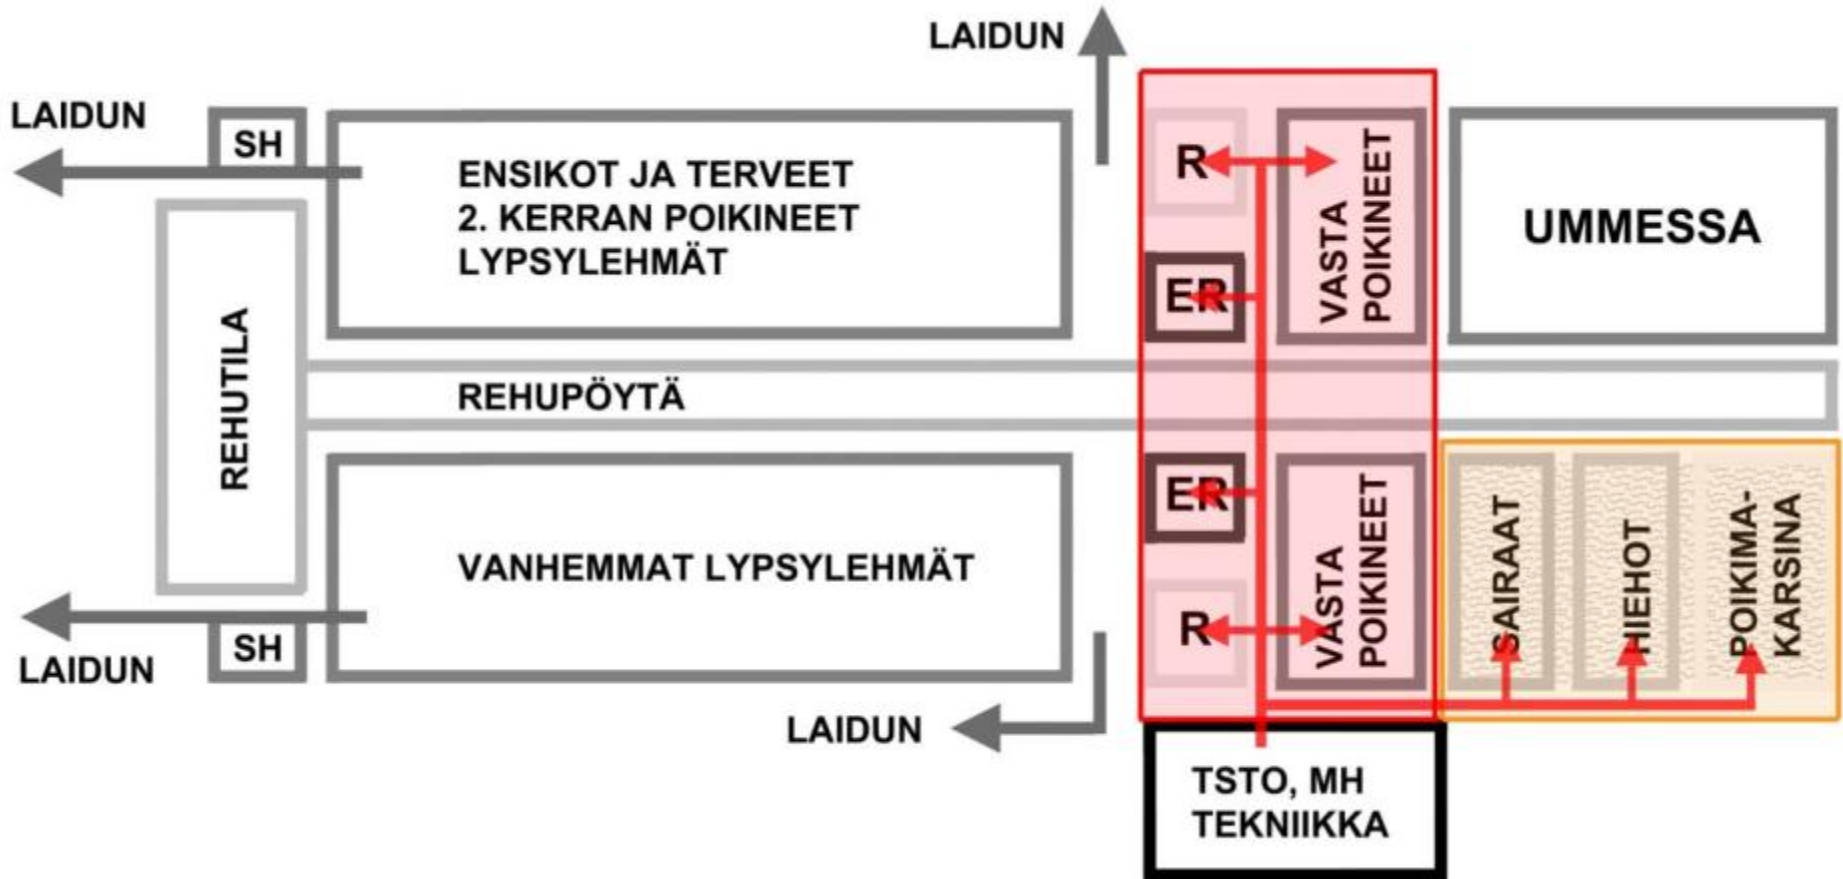 LAIDUN
LAIDUN
SH
ENSIKOT JA TERVEET
2. KERRAN POIKINEET
LYPSYLEHMÄT
R
ER
VASTA
POIKINEET
UMMESSA
REHUTILA
REHUPÖYTÄ
VANHEMMAT LYPSYLEHMÄT
ER
R
VASTA
POIKINEET
SAIRAAT
HIEHOT
POIKIMA-
KARSINA
SH
LAIDUN
LAIDUN
TSTO, MH
TEKNIIKKA